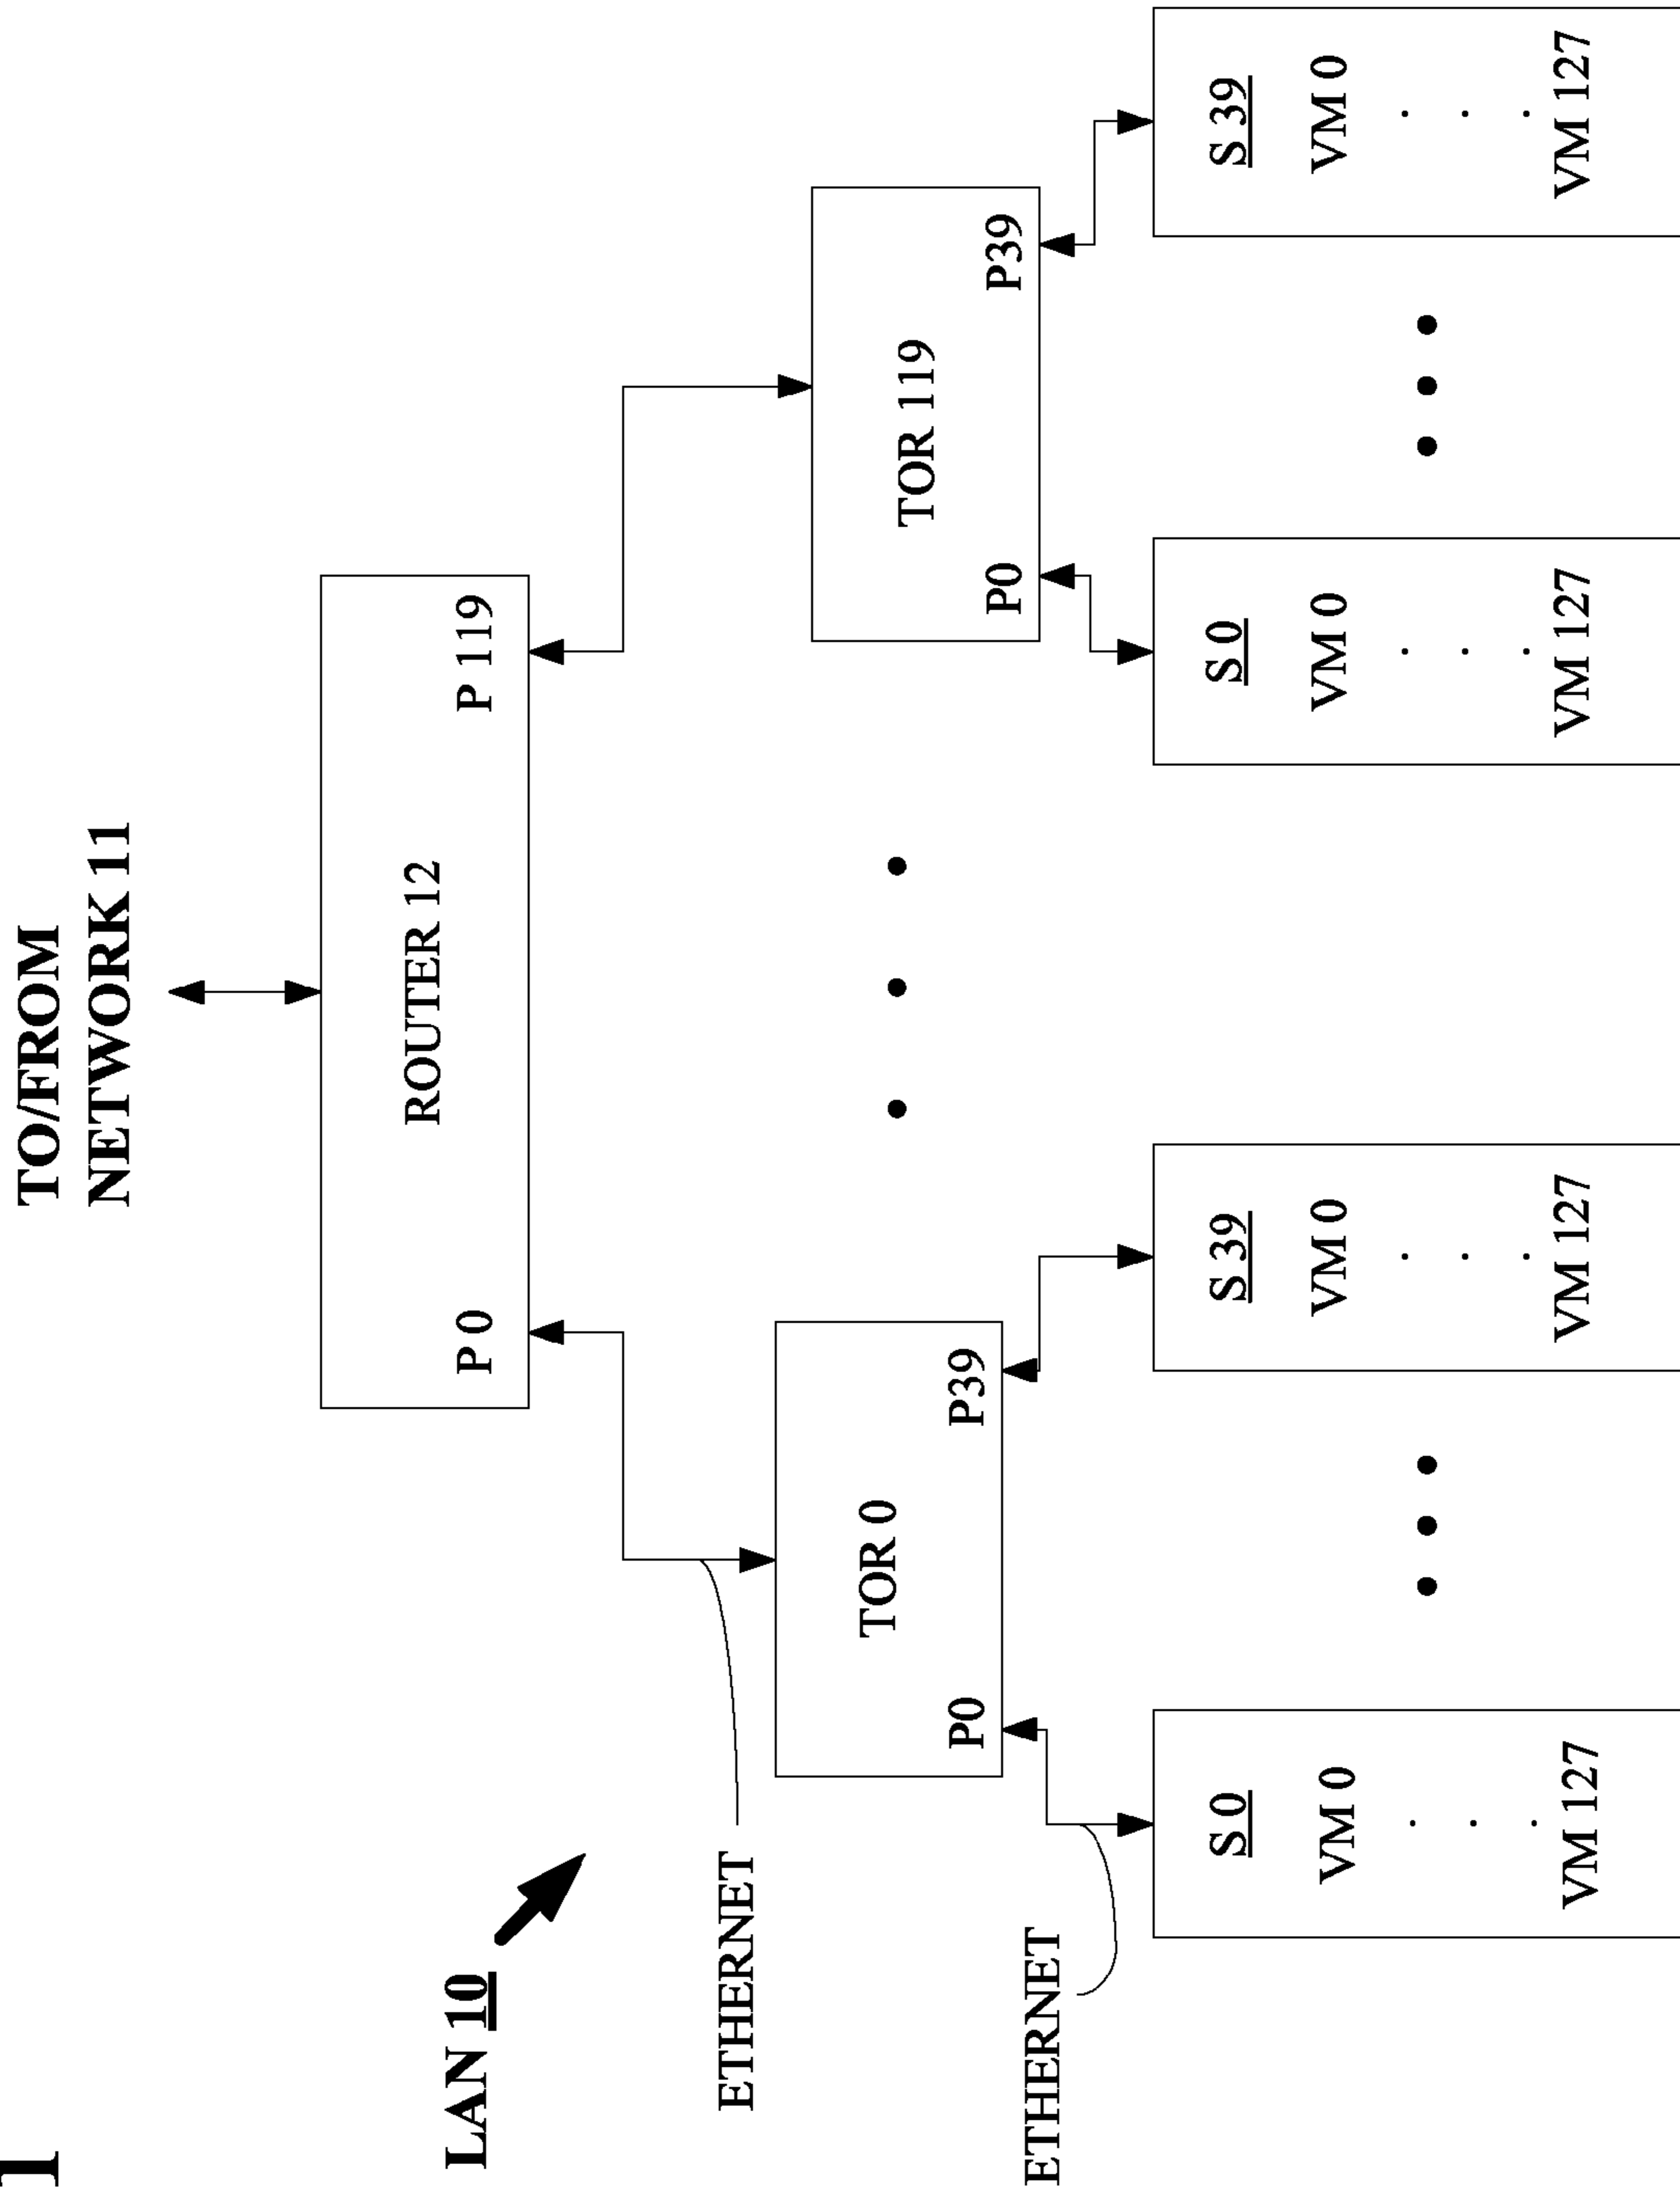 1
TO/FROM
NETWORK 11
LAN 10
ROUTER 12
P 0
P 119
ETHERNET
TOR 0
P0
P39
TOR 119
P0
P39
ETHERNET
S 0
VM 0
.
.
.
VM 127
S 39
VM 0
.
.
.
VM 127
S 0
VM 0
.
.
.
VM 127
S 39
VM 0
.
.
.
VM 127